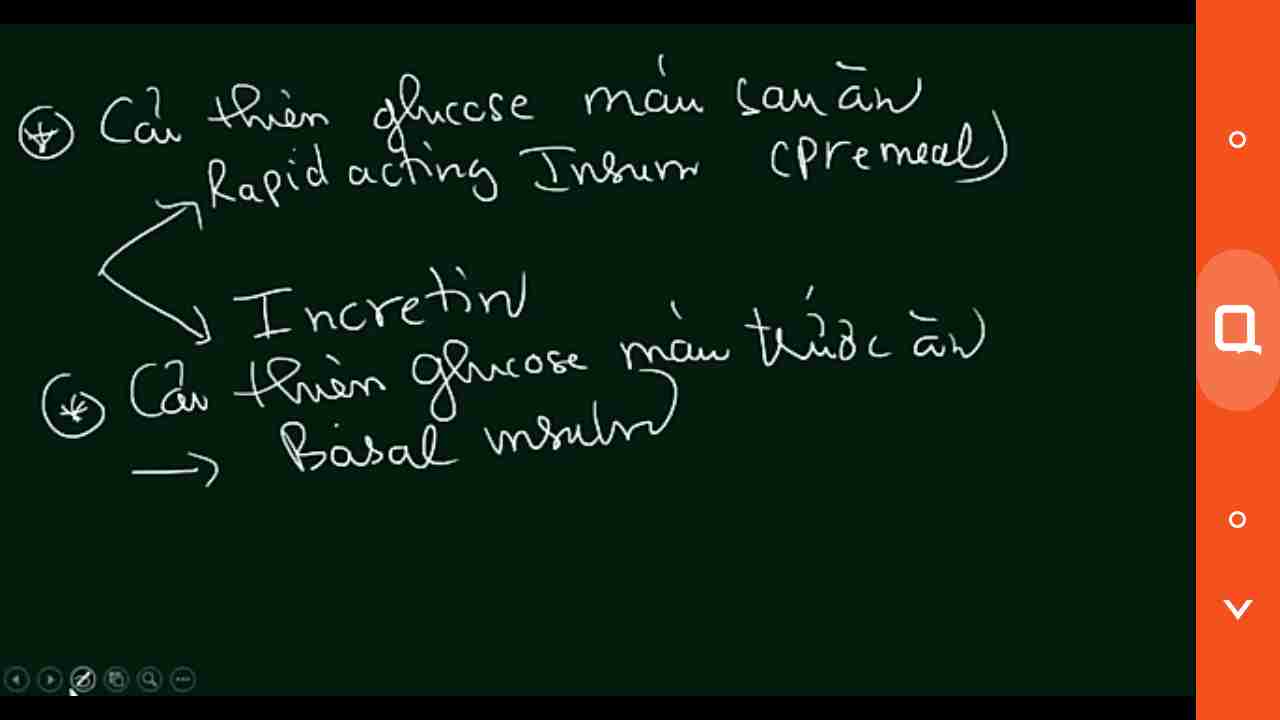 Cải thiện glucose máu sau ăn
Rapid acting Insulin (premeal)
Incretin
Cải thiện glucose máu trước ăn
Basal insulin